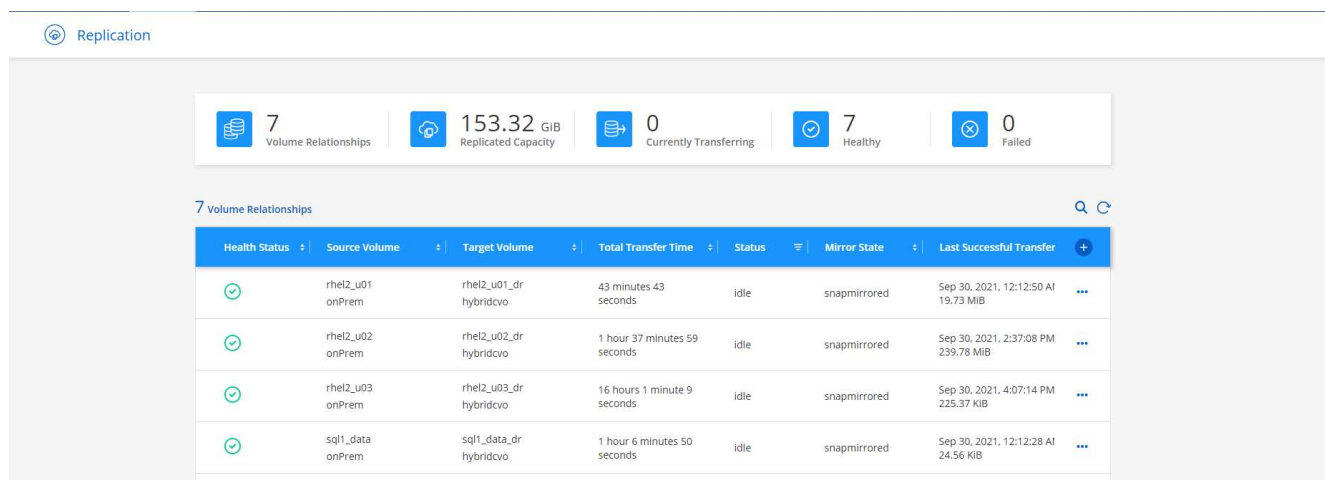 Replication
7
Volume Relationships
153.32 GiB
Replicated Capacity
0
Currently Transferring
7
Healthy
0
Failed
7 Volume Relationships
Health Status Source Volume Target Volume Total Transfer Time Status Mirror State Last Successful Transfer
rhel2_u01 rhel2_u01_dr 43 minutes 43 idle snapmirrored Sep 30, 2021, 12:12:50 AM
onPrem hybridcvo seconds 19.73 MiB
rhel2_u02 rhel2_u02_dr 1 hour 37 minutes 59 idle snapmirrored Sep 30, 2021, 2:37:08 PM
onPrem hybridcvo seconds 239.78 MiB
rhel2_u03 rhel2_u03_dr 16 hours 1 minute 9 idle snapmirrored Sep 30, 2021, 4:07:14 PM
onPrem hybridcvo seconds 225.37 KiB
sql1_data sql1_data_dr 1 hour 6 minutes 50 idle snapmirrored Sep 30, 2021, 12:12:28 AM
onPrem hybridcvo seconds 24.56 KiB